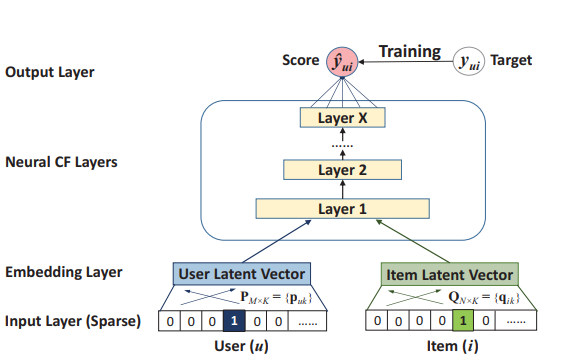 Output Layer
Score ŷui Training yui Target
Layer X
......
Neural CF Layers
Layer 2
Layer 1
Embedding Layer
User Latent Vector
Item Latent Vector
PM×K = {puk}
QN×K = {qik}
Input Layer (Sparse)
0 0 0 1 0 0 ......
0 0 0 0 1 0 ......
User (u)
Item (i)